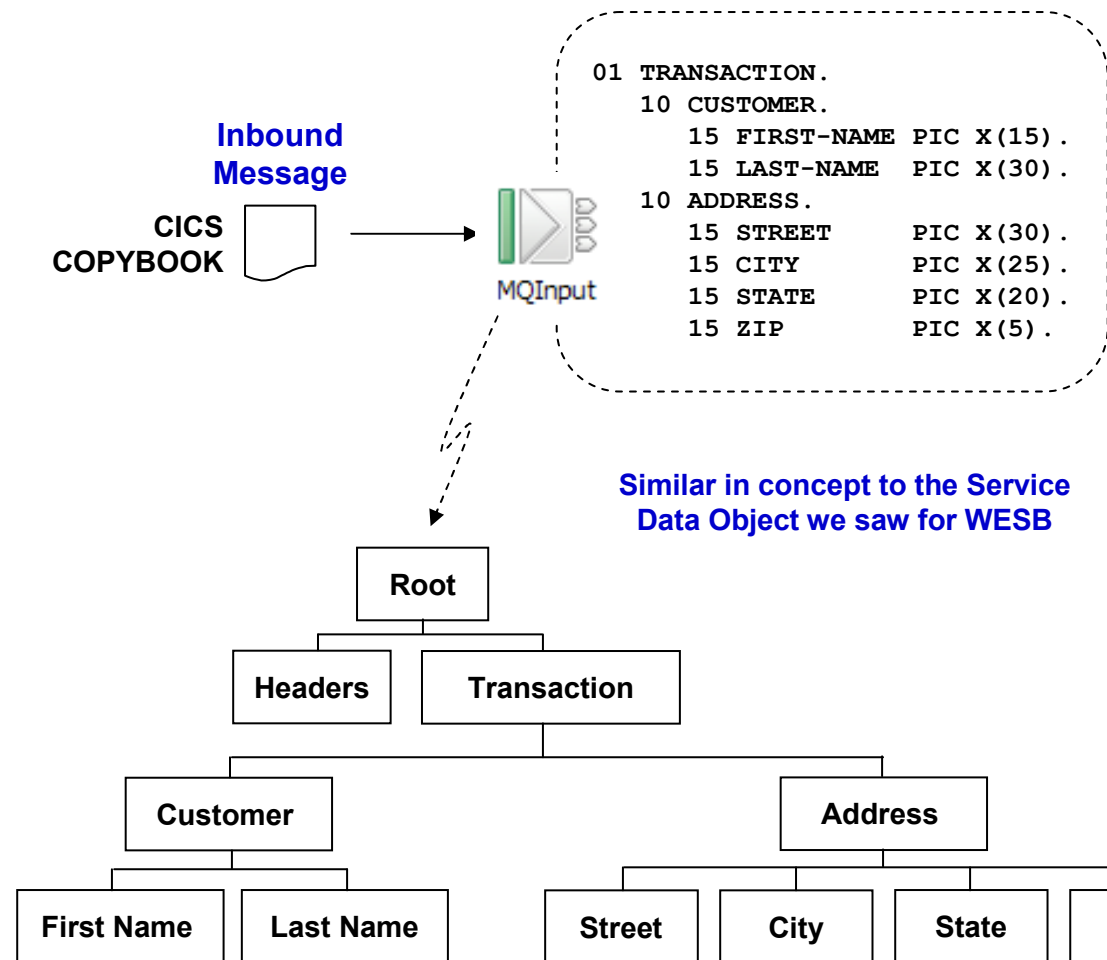 01 TRANSACTION.
10 CUSTOMER.
15 FIRST-NAME PIC X(15).
15 LAST-NAME PIC X(30).
10 ADDRESS.
15 STREET PIC X(30).
15 CITY PIC X(25).
15 STATE PIC X(20).
15 ZIP PIC X(5).
Inbound
Message
CICS
COPYBOOK
MQInput
Similar in concept to the Service
Data Object we saw for WESB
Root
Headers
Transaction
Customer
Address
First Name
Last Name
Street
City
State